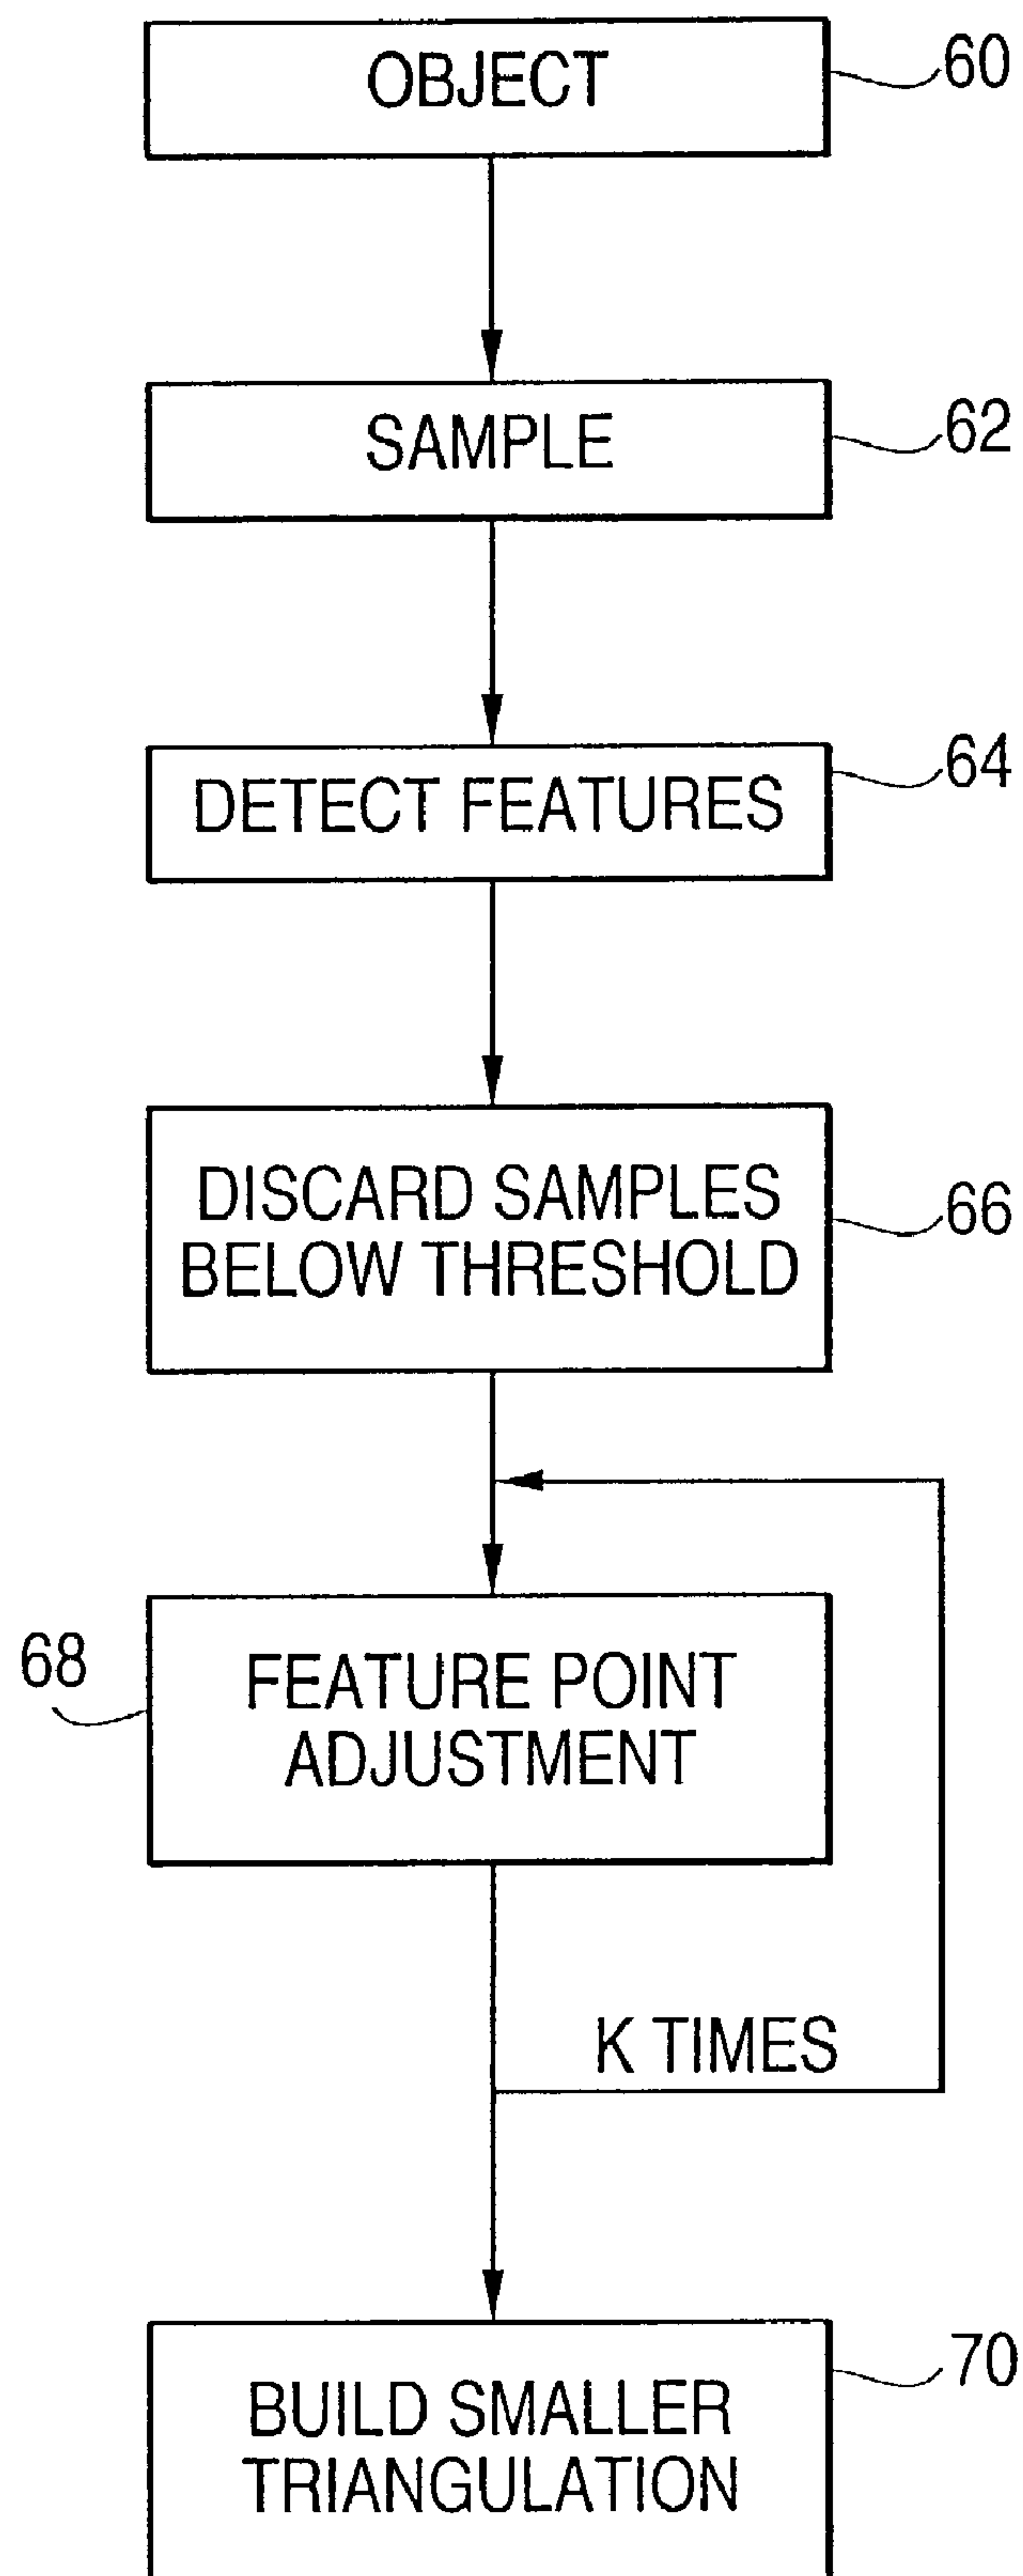 OBJECT
60
SAMPLE
62
DETECT FEATURES
64
DISCARD SAMPLES
BELOW THRESHOLD
66
68
FEATURE POINT
ADJUSTMENT
K TIMES
70
BUILD SMALLER
TRIANGULATION